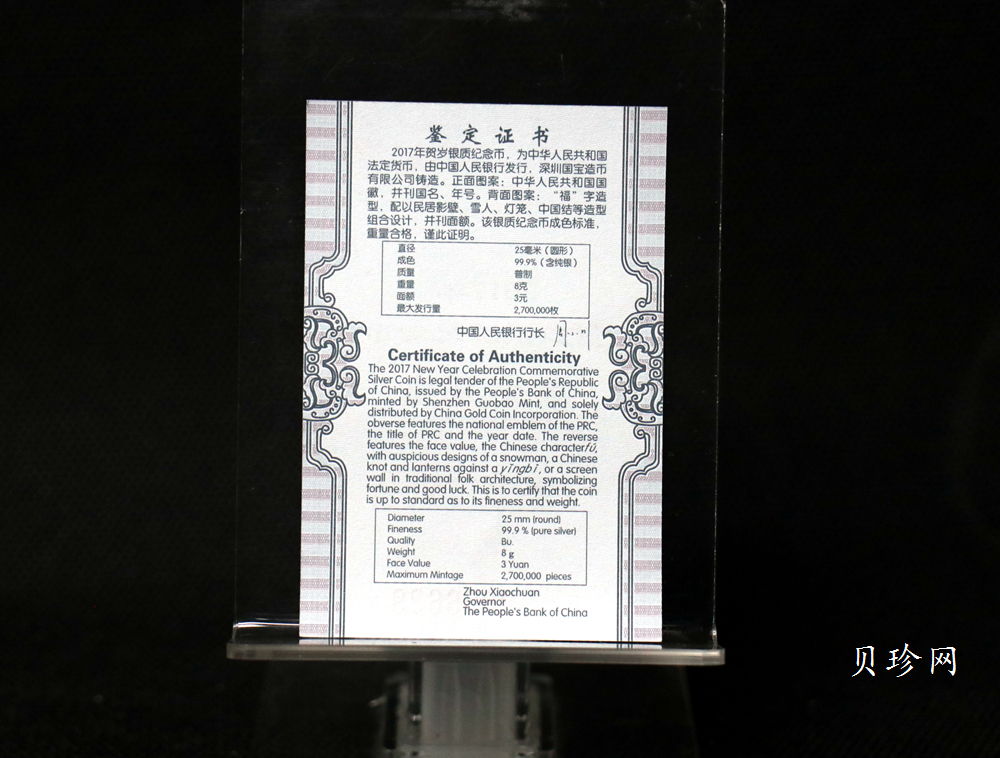 鉴定证书
2017年贺岁银质纪念币，为中华人民共和国
法定货币，由中国人民银行发行，深圳国宝造币
有限公司铸造。正面图案：中华人民共和国国
徽，并刊国名、年号。背面图案：“福”字造
型，配以民居影壁、雪人、灯笼、中国结等造型
组合设计，并刊面额。该银质纪念币成色标准，
重量合格，谨此证明。
直径 25毫米（圆形）
成色 99.9%（含纯银）
质量 普制
重量 8克
面额 3元
最大发行量 2,700,000枚
中国人民银行行长
Certificate of Authenticity
The 2017 New Year Celebration Commemorative
Silver Coin is legal tender of the People's Republic
of China, issued by the People's Bank of China,
minted by Shenzhen Guobao Mint, and solely
distributed by China Gold Coin Incorporation. The
obverse features the national emblem of the PRC,
the title of PRC and the year date. The reverse
features the face value, the Chinese character fú,
with auspicious designs of a snowman, a Chinese
knot and lanterns against a yǐngbì, or a screen
wall in traditional folk architecture, symbolizing
fortune and good luck. This is to certify that the coin
is up to standard as to its fineness and weight.
Diameter 25 mm (round)
Fineness 99.9 % (pure silver)
Quality Bu.
Weight 8 g
Face Value 3 Yuan
Maximum Mintage 2,700,000 pieces
Zhou Xiaochuan
Governor
The People's Bank of China
贝珍网